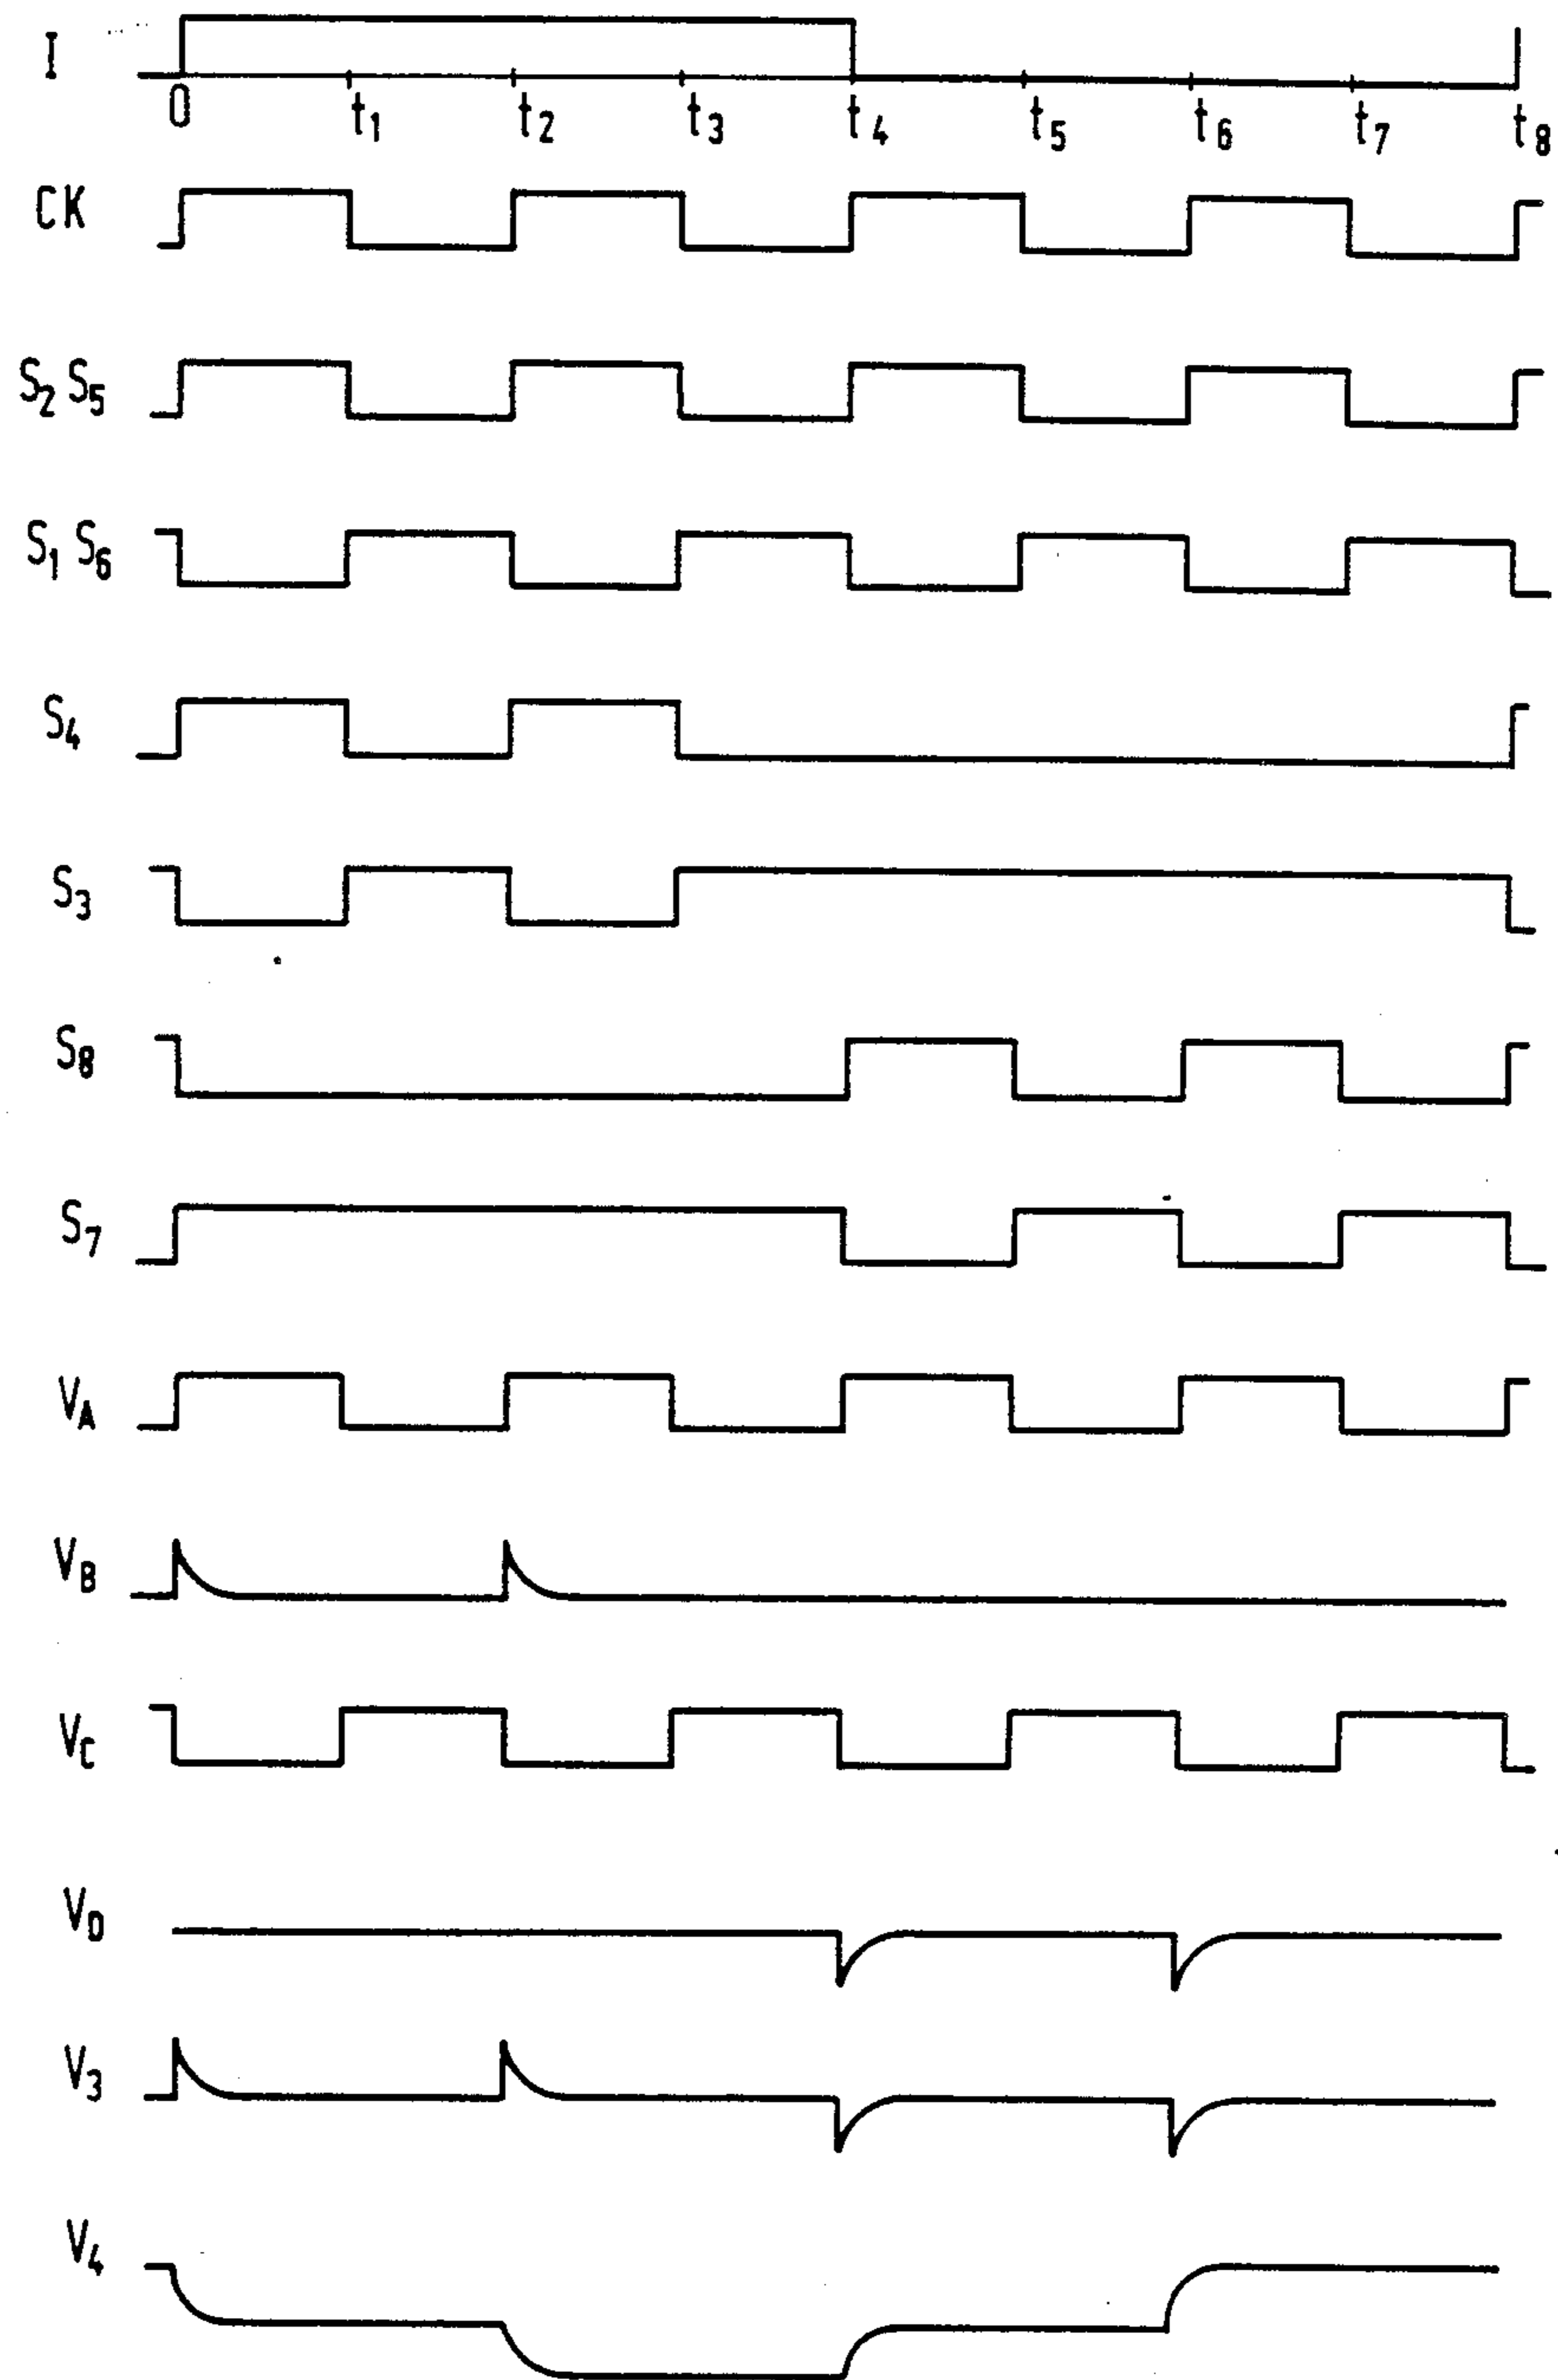 I
0 t1 t2 t3 t4 t5 t6 t7 t8
CK
S2 S5
S1 S6
S4
S3
S8
S7
VA
VB
VC
VD
V3
V4